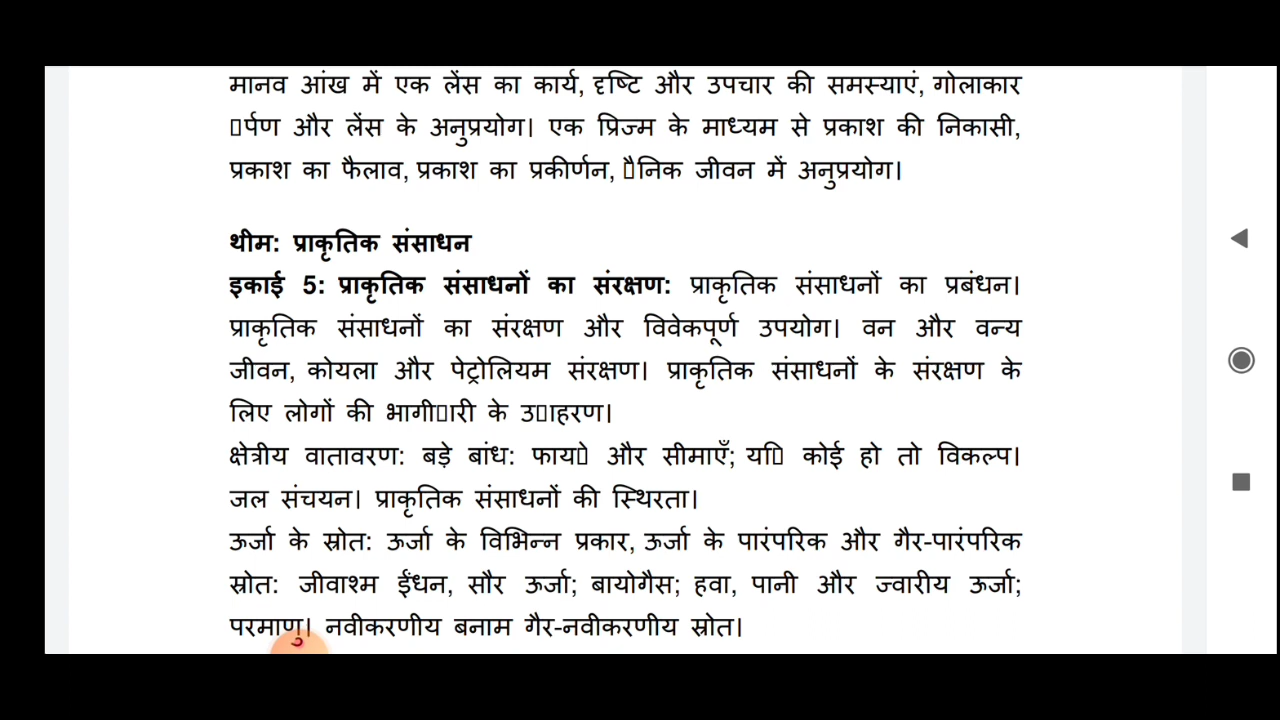 मानव आंख में एक लेंस का कार्य, दृष्टि और उपचार की समस्याएं, गोलाकार
▯र्पण और लेंस के अनुप्रयोग। एक प्रिज्म के माध्यम से प्रकाश की निकासी,
प्रकाश का फैलाव, प्रकाश का प्रकीर्णन, ▯ैनिक जीवन में अनुप्रयोग।
थीम: प्राकृतिक संसाधन
इकाई 5: प्राकृतिक संसाधनों का संरक्षण: प्राकृतिक संसाधनों का प्रबंधन।
प्राकृतिक संसाधनों का संरक्षण और विवेकपूर्ण उपयोग। वन और वन्य
जीवन, कोयला और पेट्रोलियम संरक्षण। प्राकृतिक संसाधनों के संरक्षण के
लिए लोगों की भागी▯ारी के उ▯ाहरण।
क्षेत्रीय वातावरण: बड़े बांध: फाय▯े और सीमाएँ; यि▯ कोई हो तो विकल्प।
जल संचयन। प्राकृतिक संसाधनों की स्थिरता।
ऊर्जा के स्रोत: ऊर्जा के विभिन्न प्रकार, ऊर्जा के पारंपरिक और गैर-पारंपरिक
स्रोत: जीवाश्म ईंधन, सौर ऊर्जा; बायोगैस; हवा, पानी और ज्वारीय ऊर्जा;
परमाणु। नवीकरणीय बनाम गैर-नवीकरणीय स्रोत।